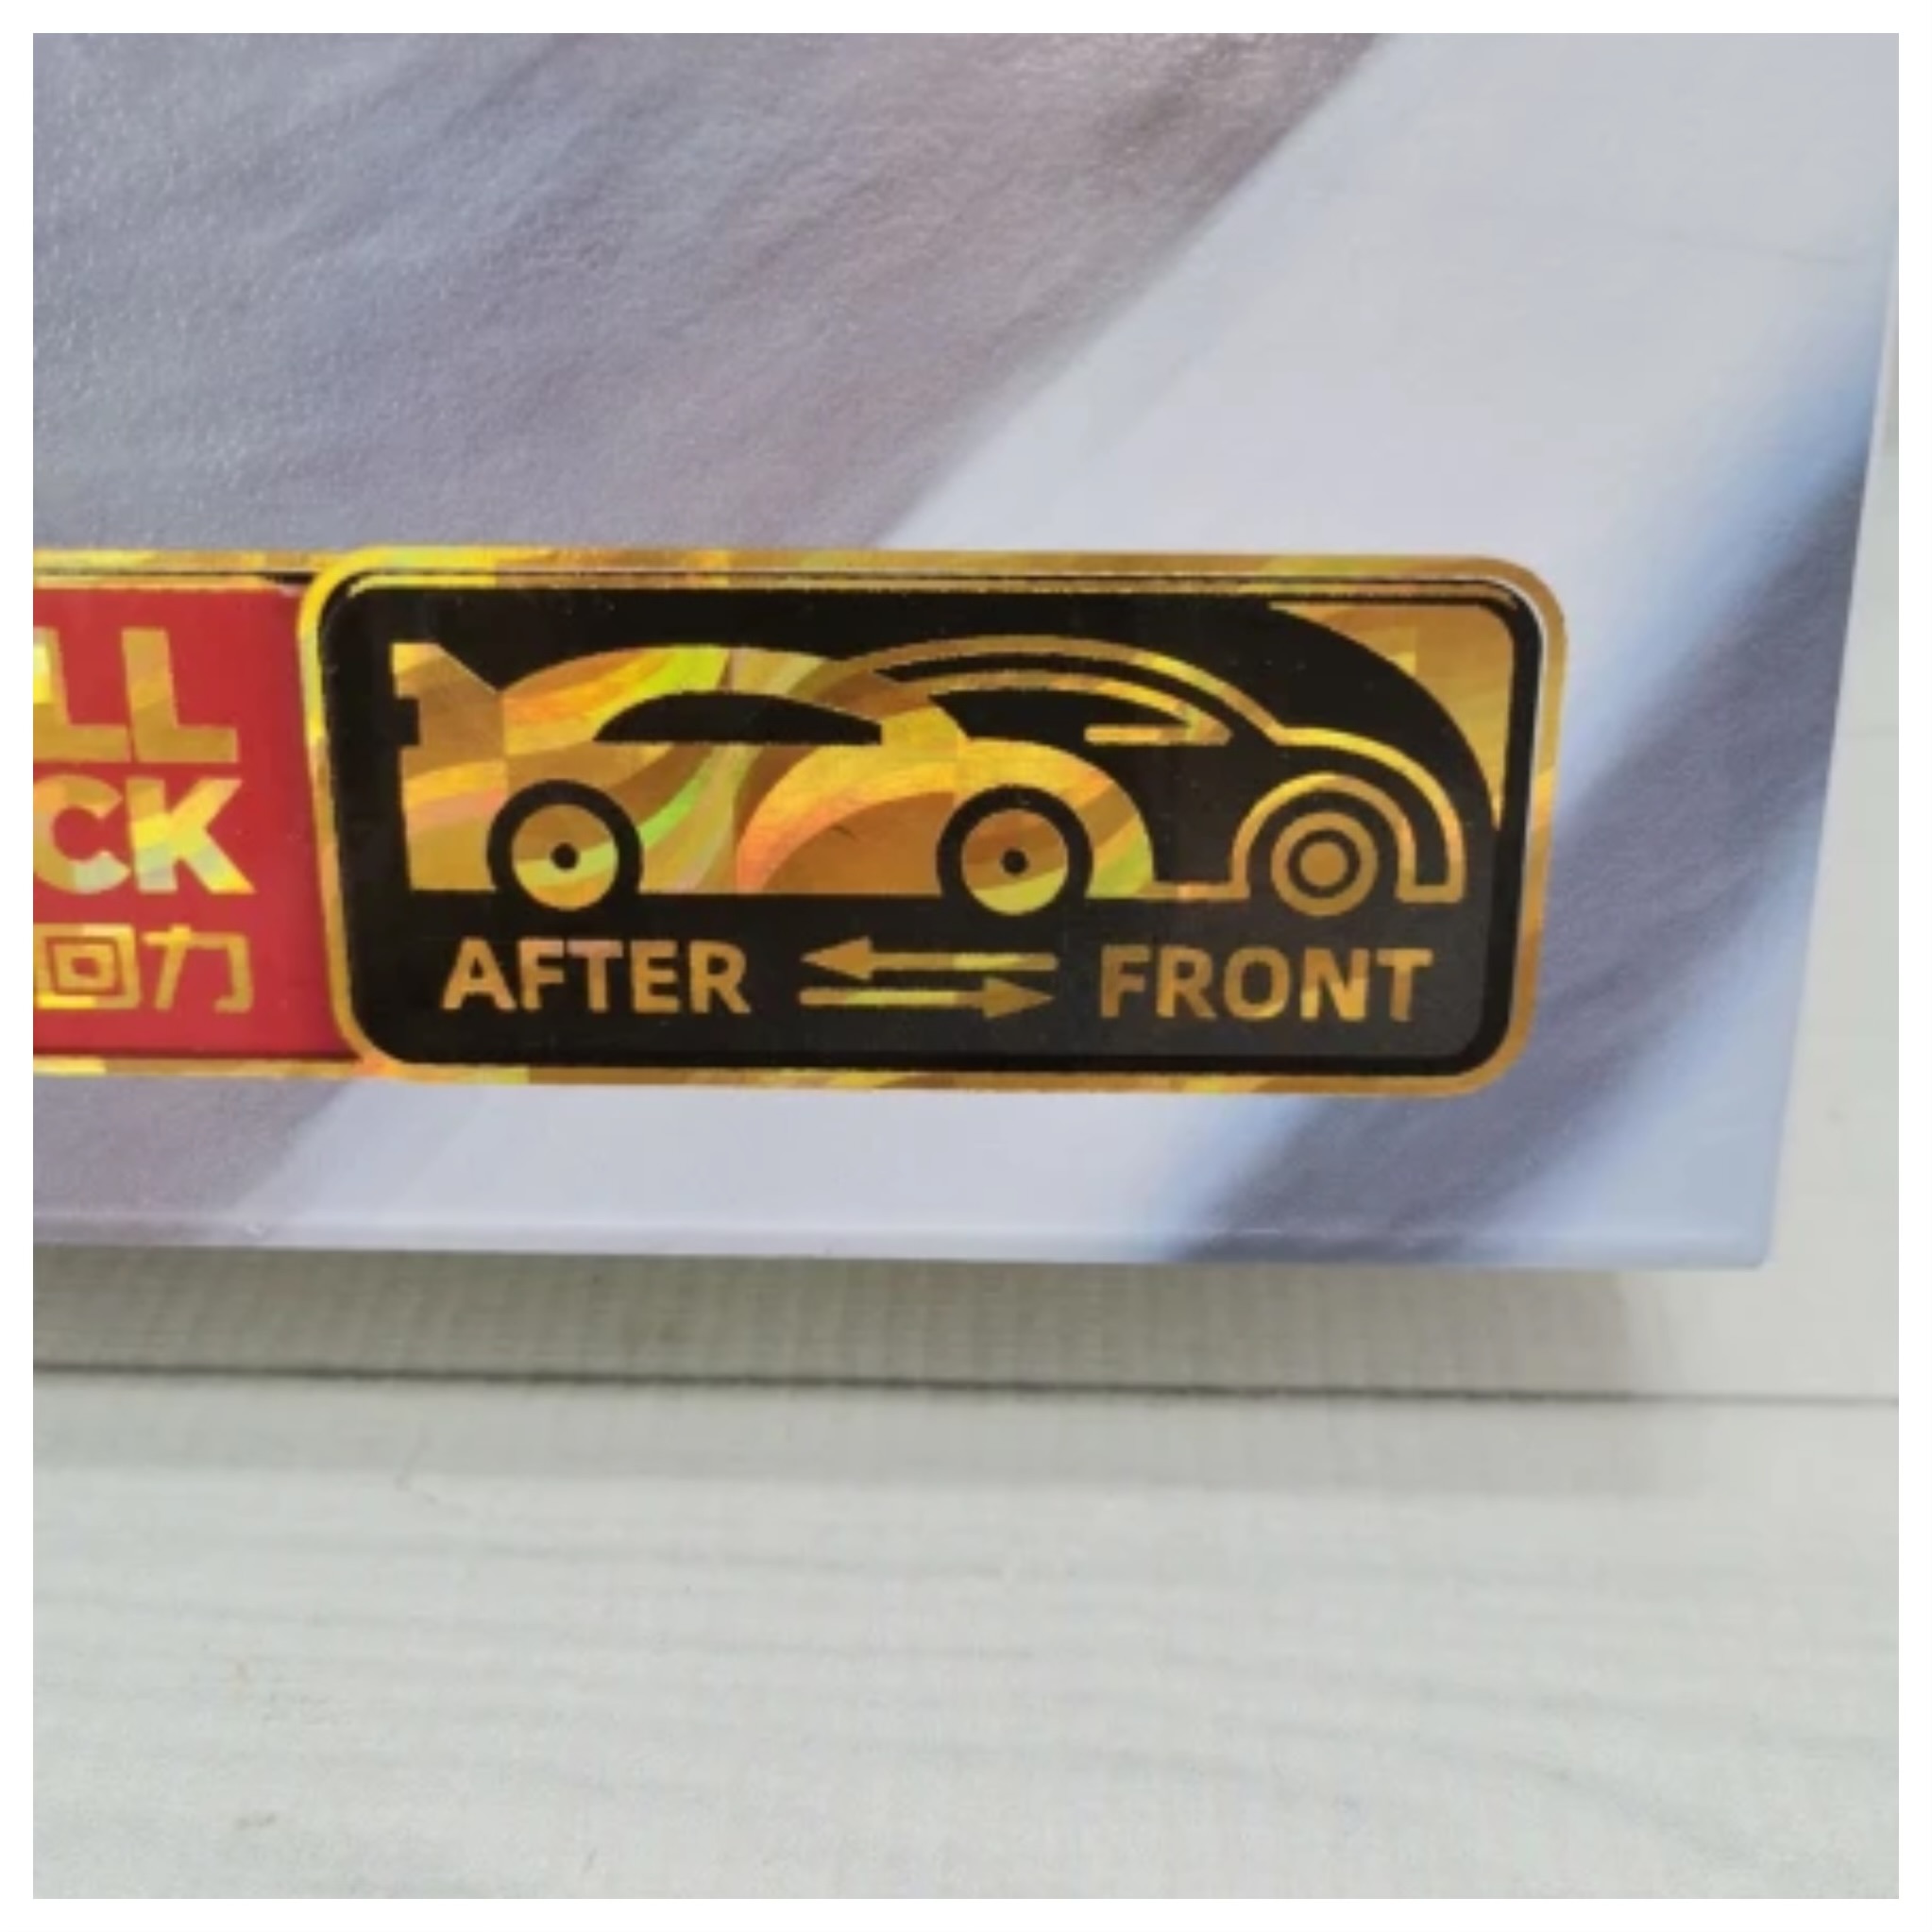 LL
CK
回力
AFTER FRONT